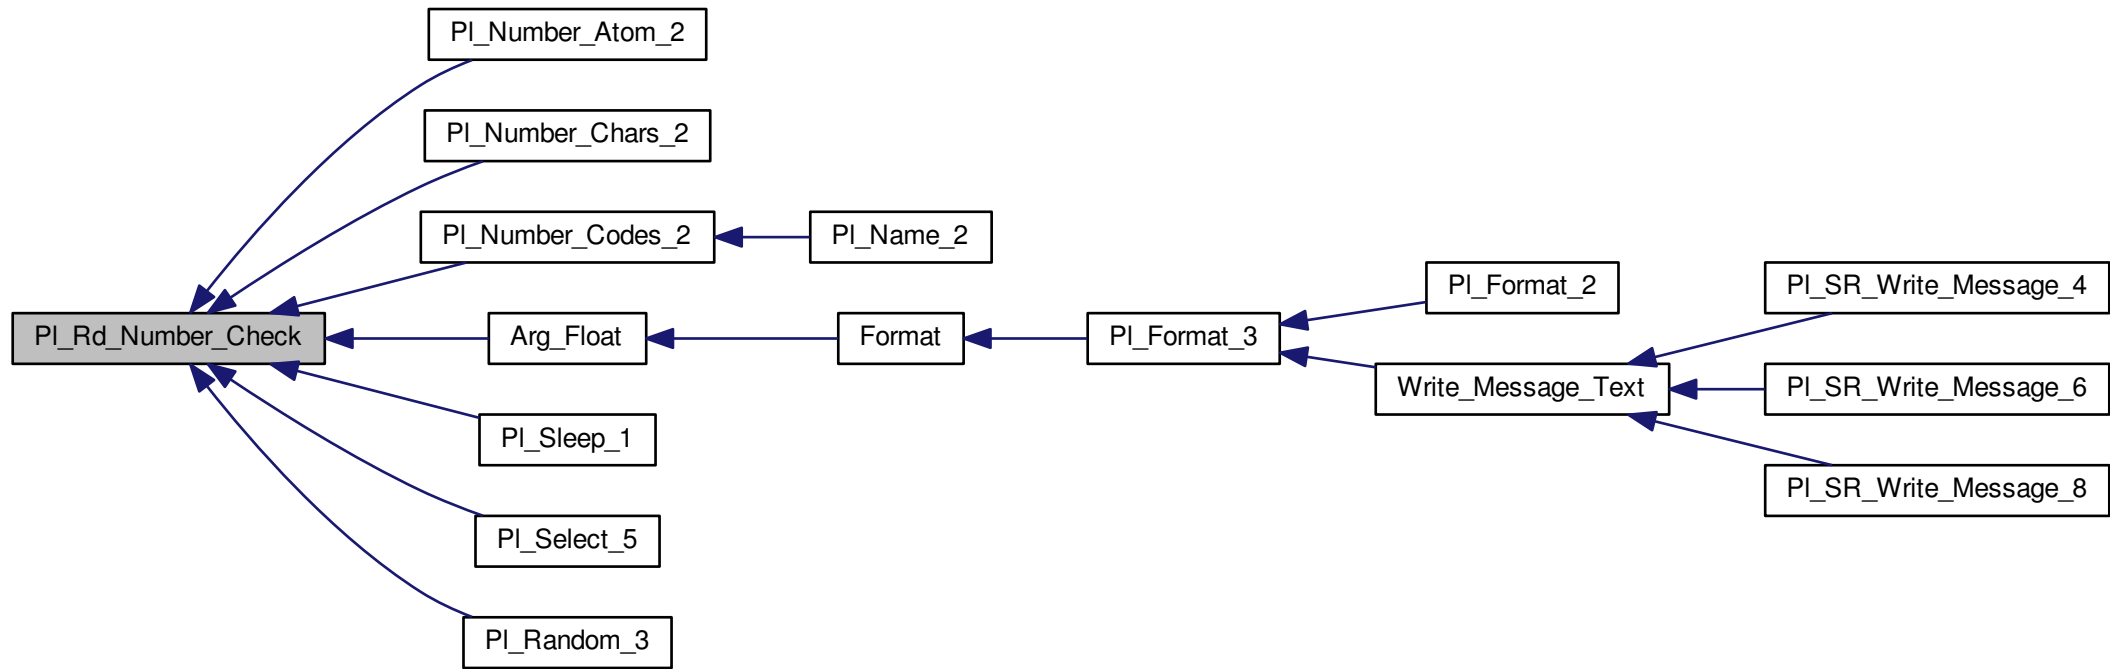 Pl_Number_Atom_2
Pl_Number_Chars_2
Pl_Number_Codes_2
Pl_Name_2
Pl_Format_2
Pl_SR_Write_Message_4
Pl_Rd_Number_Check
Arg_Float
Format
Pl_Format_3
Write_Message_Text
Pl_SR_Write_Message_6
Pl_Sleep_1
Pl_SR_Write_Message_8
Pl_Select_5
Pl_Random_3